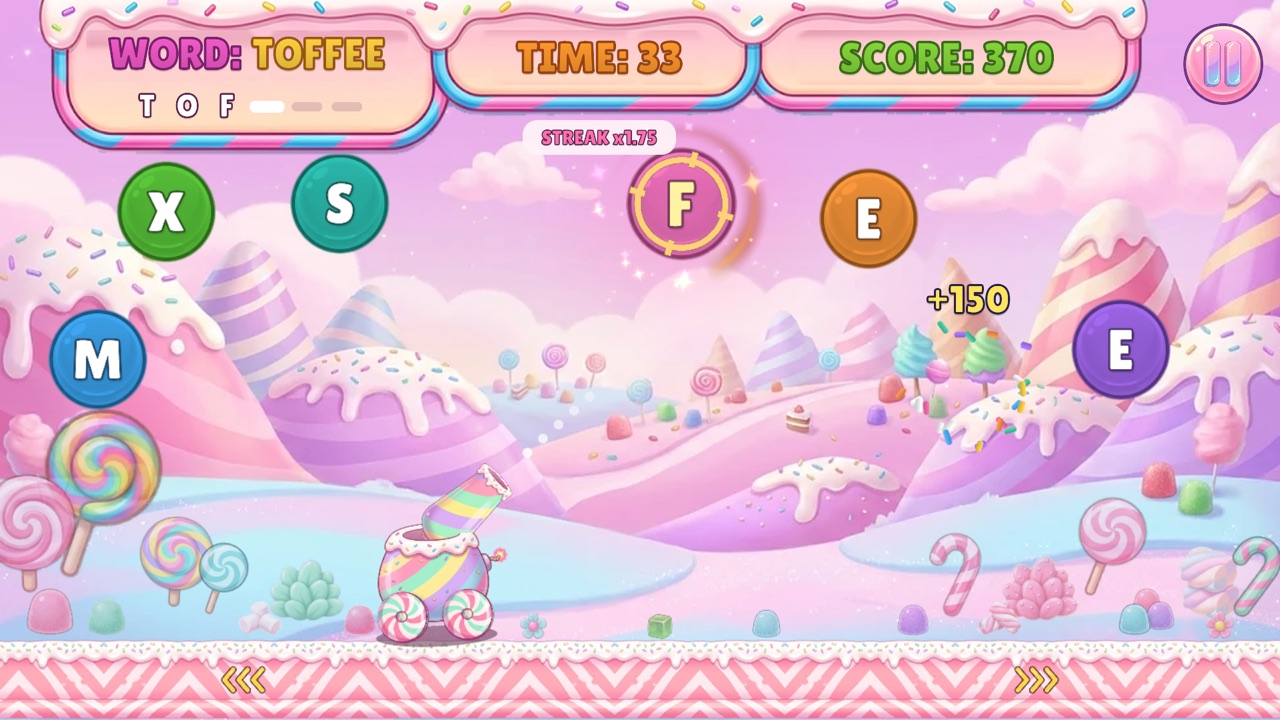 WORD: TOFFEE
T O F
TIME: 33
SCORE: 370
STREAK x1.75
X
S
F
E
+150
M
E